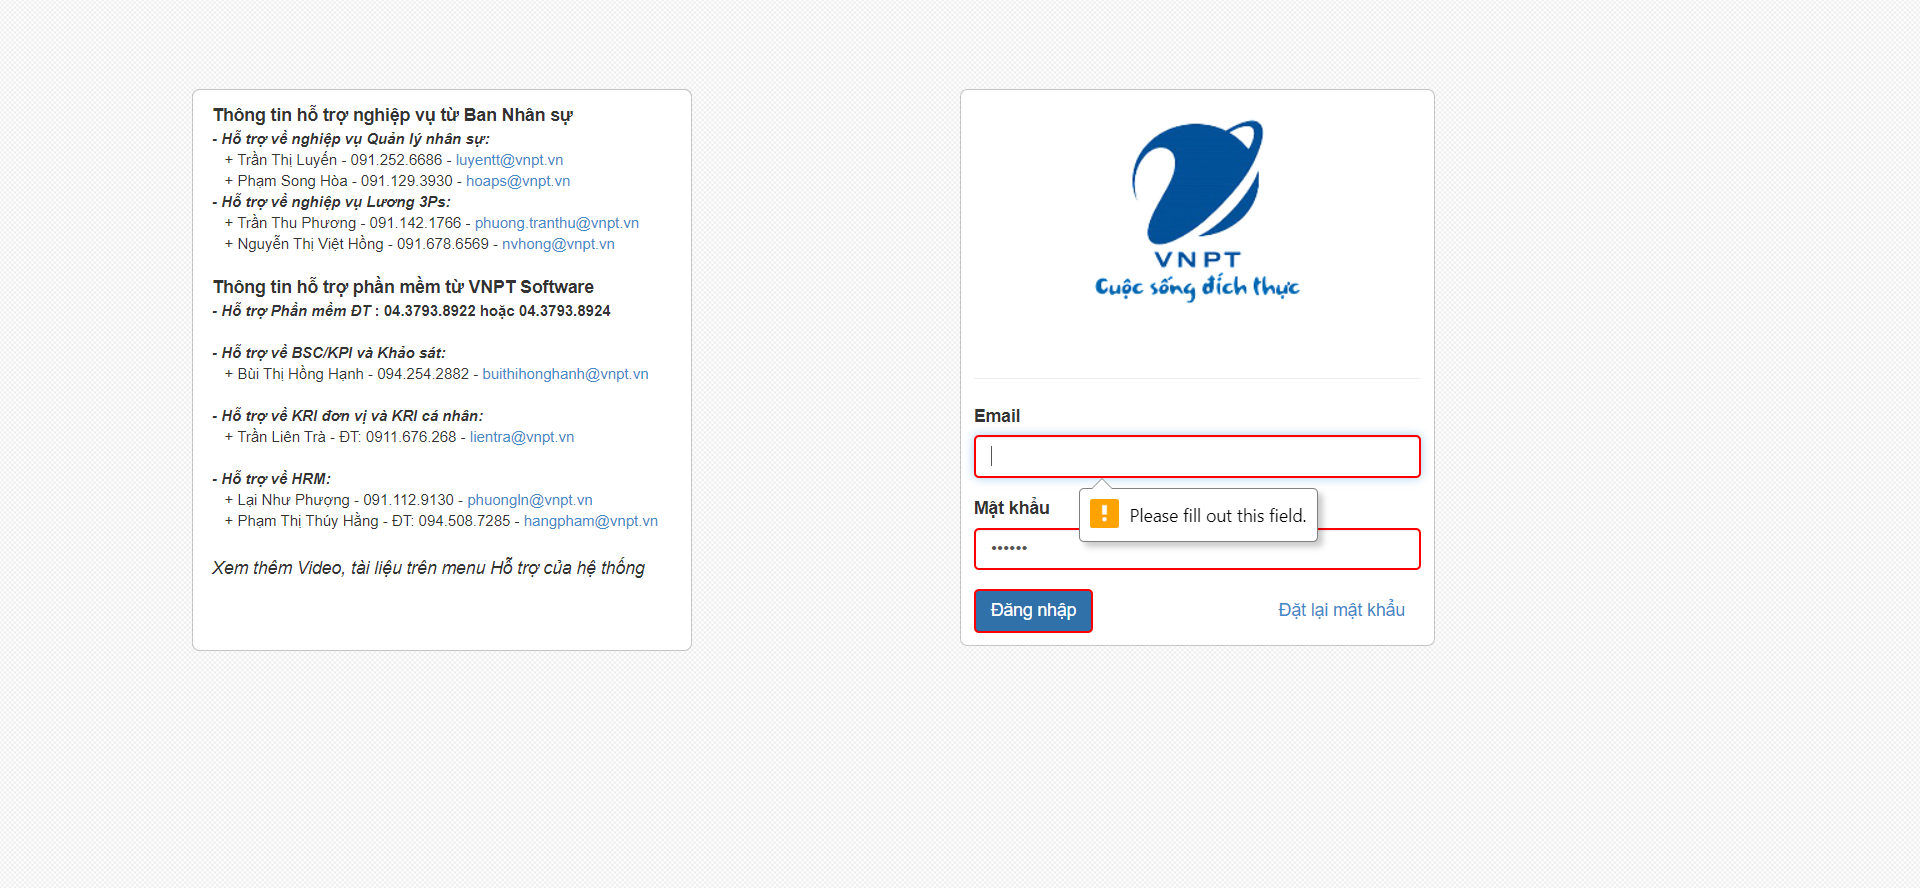 Thông tin hỗ trợ nghiệp vụ từ Ban Nhân sự
- Hỗ trợ về nghiệp vụ Quản lý nhân sự:
+ Trần Thị Luyến - 091.252.6686 - luyentt@vnpt.vn
+ Phạm Song Hòa - 091.129.3930 - hoaps@vnpt.vn
- Hỗ trợ về nghiệp vụ Lương 3Ps:
+ Trần Thu Phương - 091.142.1766 - phuong.tranthu@vnpt.vn
+ Nguyễn Thị Việt Hồng - 091.678.6569 - nvhong@vnpt.vn
Thông tin hỗ trợ phần mềm từ VNPT Software
- Hỗ trợ Phần mềm ĐT : 04.3793.8922 hoặc 04.3793.8924
- Hỗ trợ về BSC/KPI và Khảo sát:
+ Bùi Thị Hồng Hạnh - 094.254.2882 - buithihonghanh@vnpt.vn
- Hỗ trợ về KRI đơn vị và KRI cá nhân:
+ Trần Liên Trà - ĐT: 0911.676.268 - lientra@vnpt.vn
- Hỗ trợ về HRM:
+ Lại Như Phượng - 091.112.9130 - phuongln@vnpt.vn
+ Phạm Thị Thúy Hằng - ĐT: 094.508.7285 - hangpham@vnpt.vn
Xem thêm Video, tài liệu trên menu Hỗ trợ của hệ thống
VNPT
Cuộc sống đích thực
Email
Mật khẩu
Please fill out this field.
••••••
Đăng nhập
Đặt lại mật khẩu